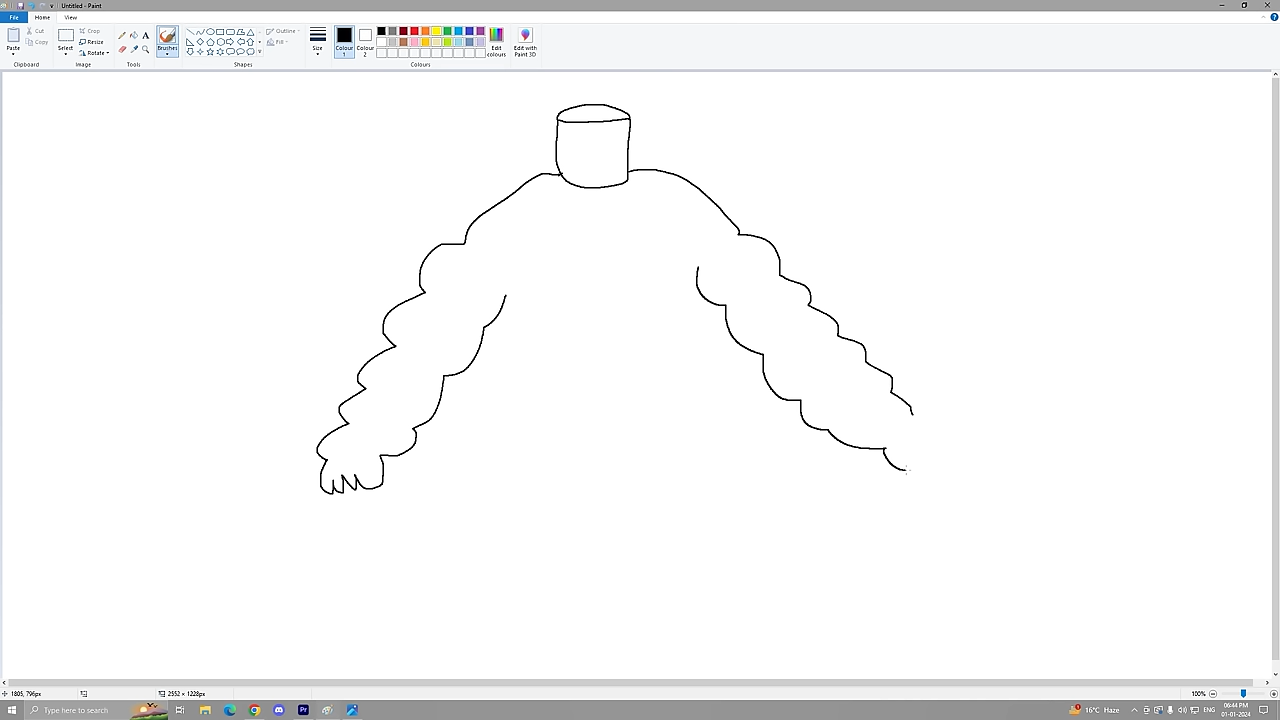 Untitled - Paint
File
Home
View
Paste
Cut
Copy
Clipboard
Select
Crop
Resize
Rotate
Image
Tools
Brushes
Shapes
Outline
Fill
Size
Colour 1
Colour 2
Colours
Edit colours
Edit with Paint 3D
1805, 796px
2552 × 1228px
100%
Type here to search
16°C Haze
ENG
06:44 PM
01-01-2024